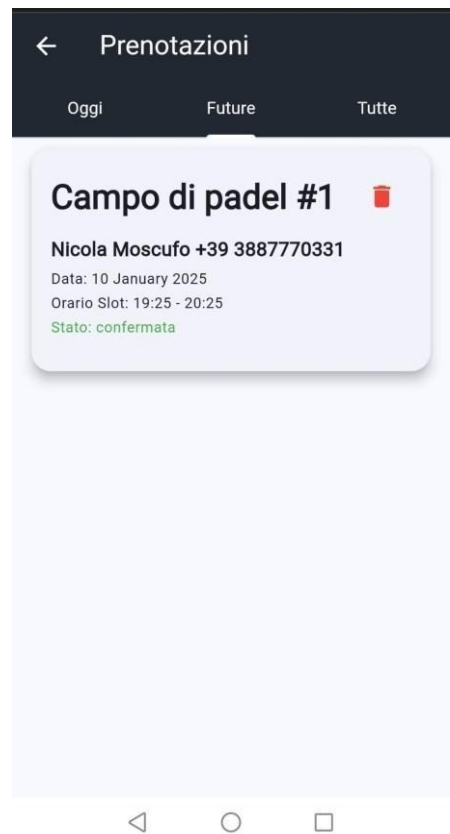 Prenotazioni
Oggi Future Tutte
Campo di padel #1
Nicola Moscufo +39 3887770331
Data: 10 January 2025
Orario Slot: 19:25 - 20:25
Stato: confermata